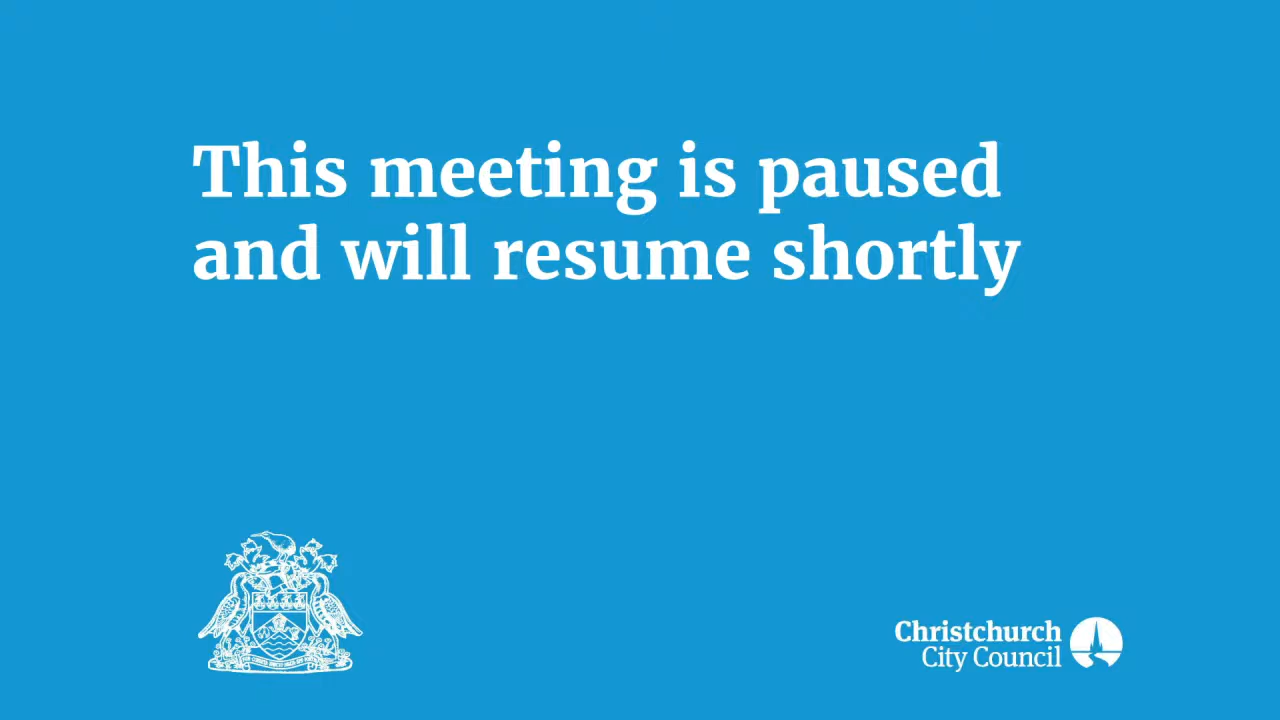 This meeting is paused
and will resume shortly
Christchurch
City Council